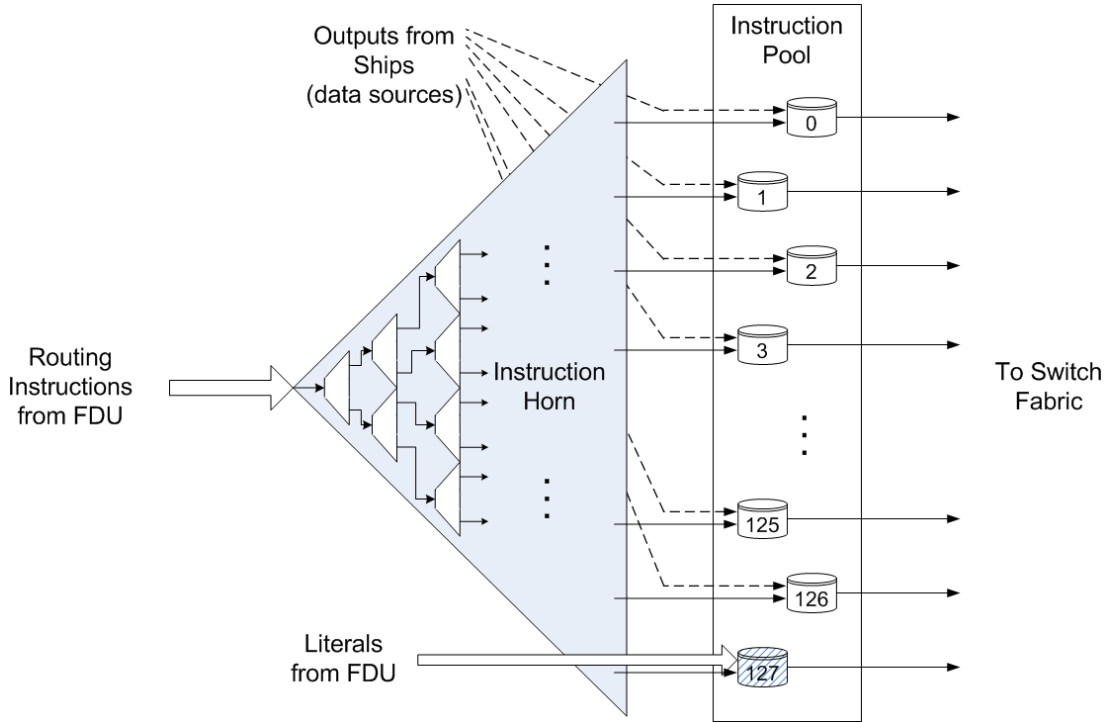 Outputs from
Ships
(data sources)
Instruction
Pool
0
1
2
3
Routing
Instructions
from FDU
Instruction
Horn
To Switch
Fabric
125
126
Literals
from FDU
127